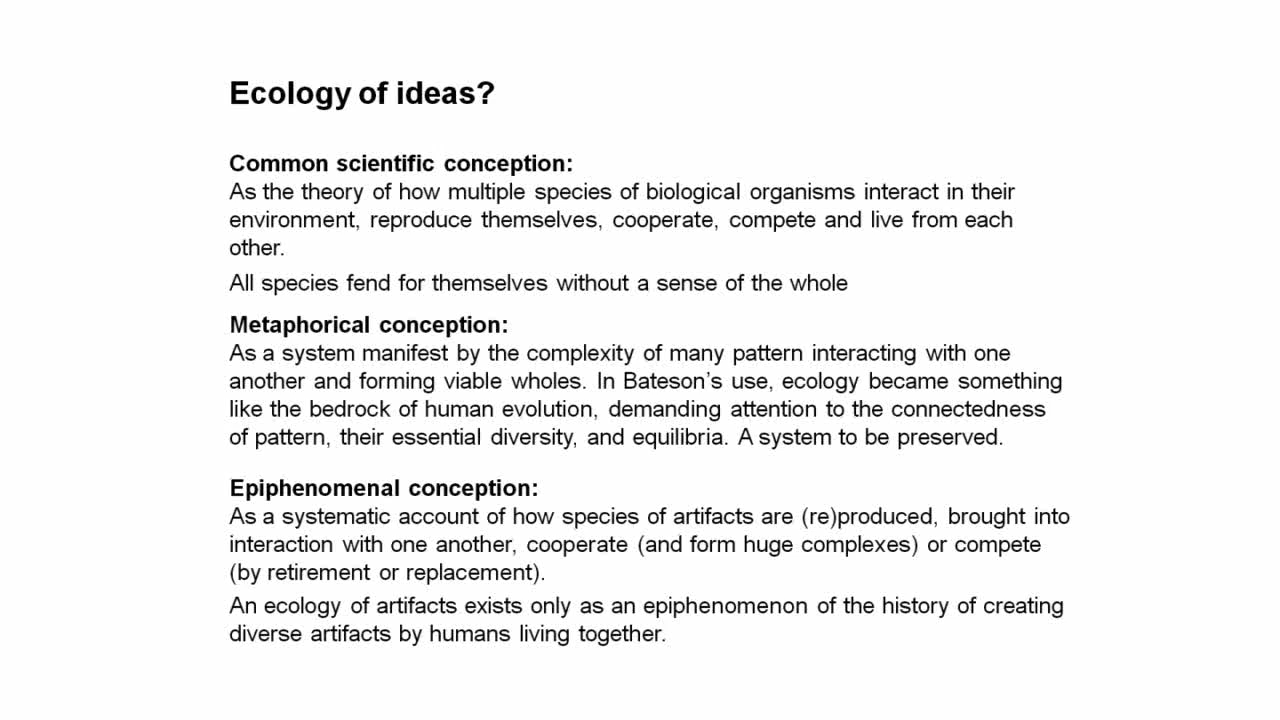 Ecology of ideas?
Common scientific conception:
As the theory of how multiple species of biological organisms interact in their
environment, reproduce themselves, cooperate, compete and live from each
other.
All species fend for themselves without a sense of the whole
Metaphorical conception:
As a system manifest by the complexity of many pattern interacting with one
another and forming viable wholes. In Bateson’s use, ecology became something
like the bedrock of human evolution, demanding attention to the connectedness
of pattern, their essential diversity, and equilibria. A system to be preserved.
Epiphenomenal conception:
As a systematic account of how species of artifacts are (re)produced, brought into
interaction with one another, cooperate (and form huge complexes) or compete
(by retirement or replacement).
An ecology of artifacts exists only as an epiphenomenon of the history of creating
diverse artifacts by humans living together.